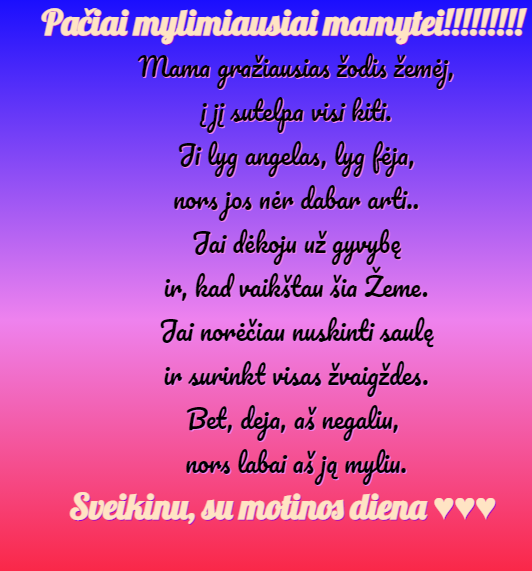 Pačiai mylimiausiai mamytei!!!!!!!!!
Mama gražiausias žodis žemėj,
į jį sutelpa visi kiti.
Ji lyg angelas, lyg fėja,
nors jos nėr dabar arti..
Jai dėkoju už gyvybę
ir, kad vaikštau šia Žeme.
Jai norėčiau nuskinti saulę
ir surinkt visas žvaigždes.
Bet, deja, aš negaliu,
nors labai aš ją myliu.
Sveikinu, su motinos diena ♥♥♥